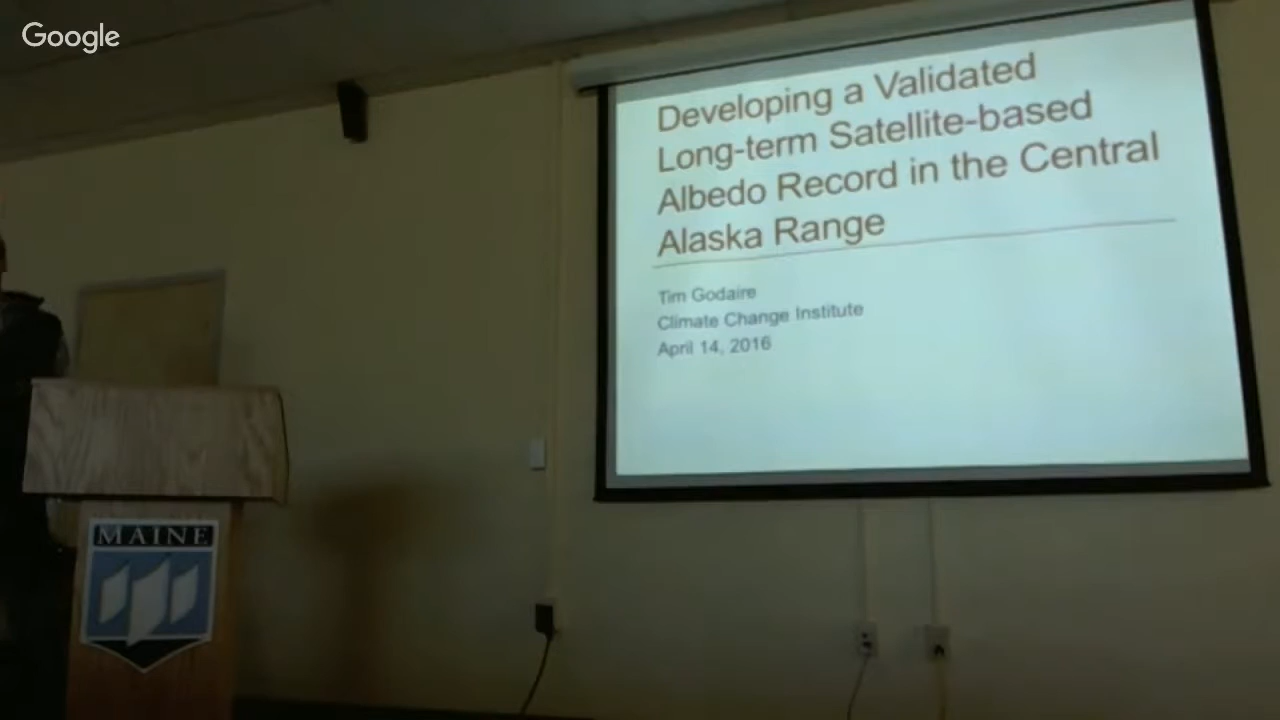 Google
Developing a Validated
Long-term Satellite-based
Albedo Record in the Central
Alaska Range
Tim Godaire
Climate Change Institute
April 14, 2016
MAINE